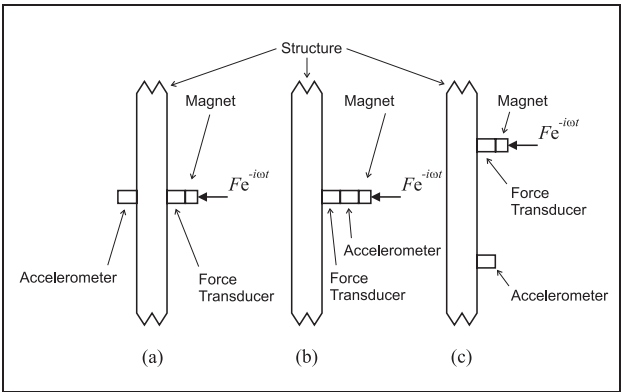 Structure
Magnet
Fe^{-iωt}
Accelerometer
Force
Transducer
(a)
Magnet
Fe^{-iωt}
Accelerometer
Force
Transducer
(b)
Magnet
Fe^{-iωt}
Force
Transducer
Accelerometer
(c)